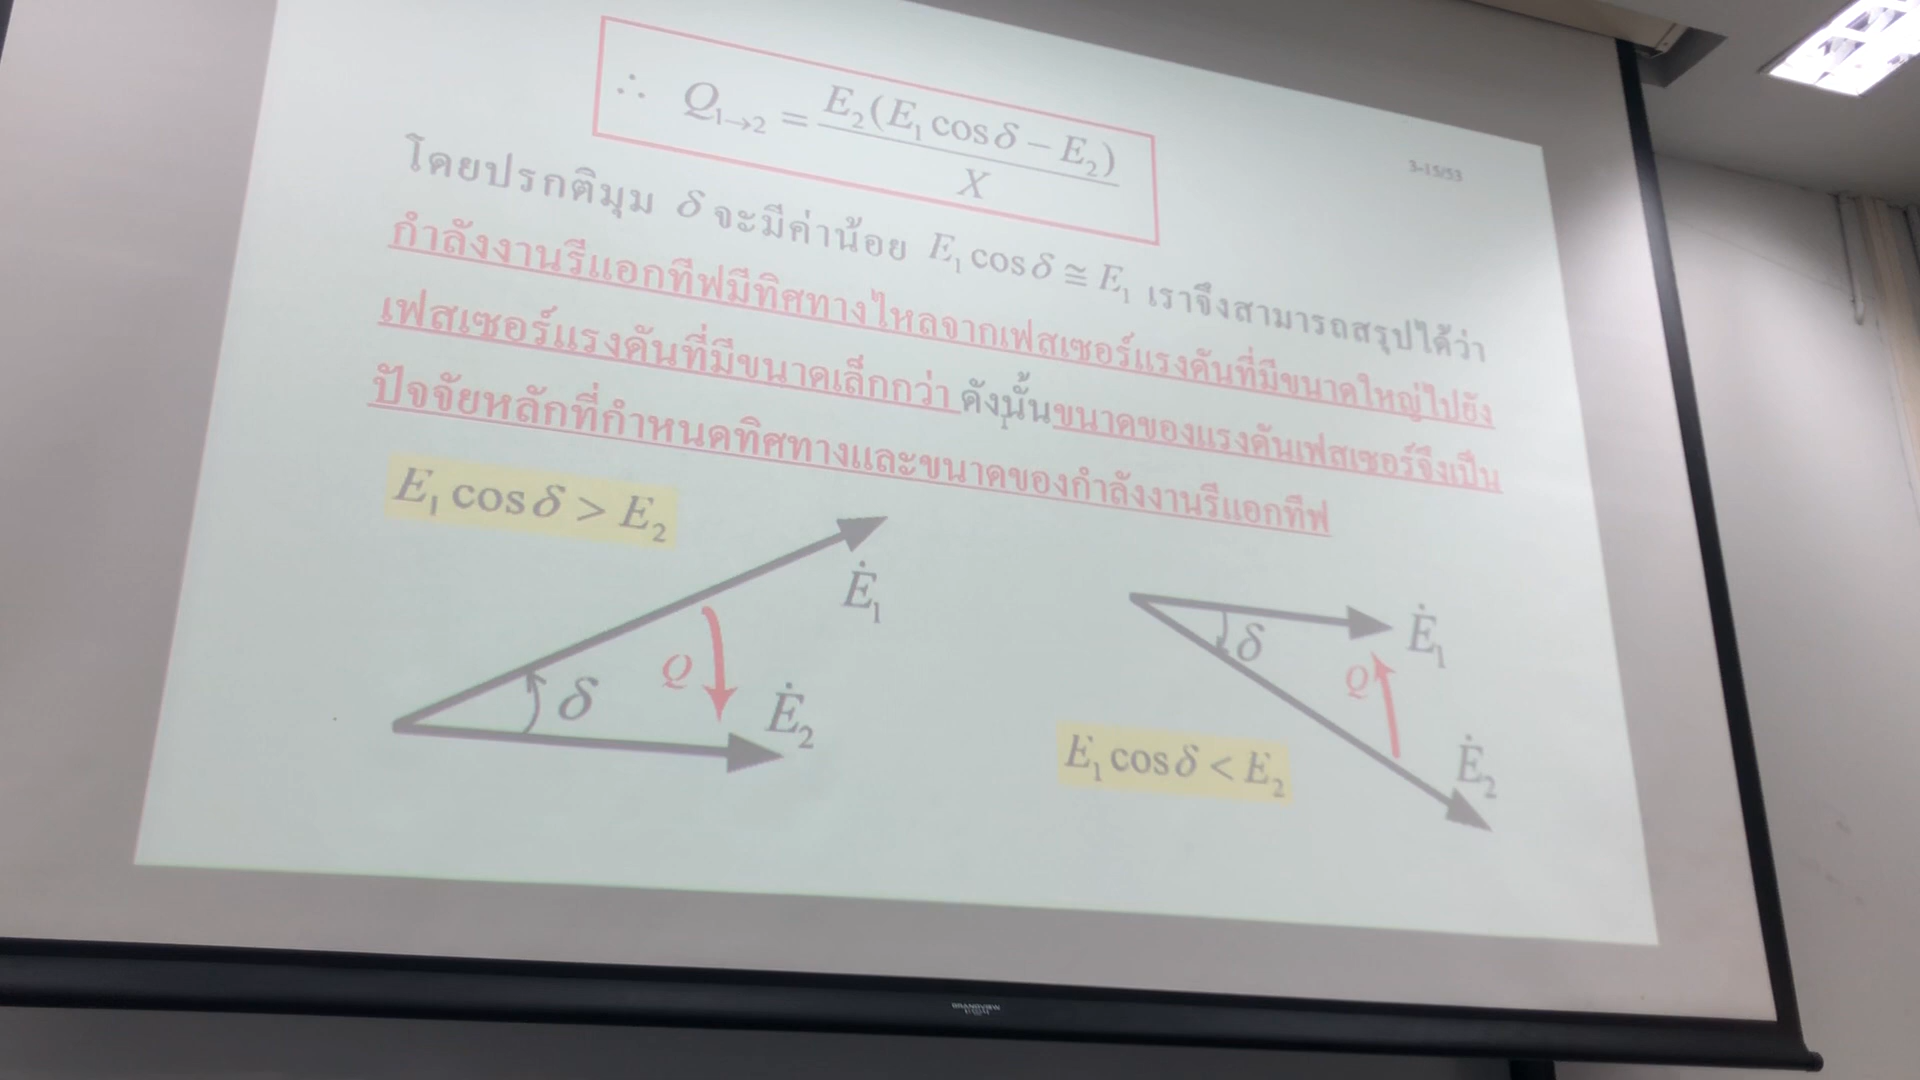 ∴ Q₁→₂ = E₂(E₁ cos δ − E₂) / X
3-15/53
โดยปรกติมุม δ จะมีค่าน้อย E₁ cos δ ≅ E₁ เราจึงสามารถสรุปได้ว่า
กำลังงานรีแอกทีฟมีทิศทางไหลจากเฟสเซอร์แรงดันที่มีขนาดใหญ่ไปยัง
เฟสเซอร์แรงดันที่มีขนาดเล็กกว่า ดังนั้นขนาดของแรงดันเฟสเซอร์จึงเป็น
ปัจจัยหลักที่กำหนดทิศทางและขนาดของกำลังงานรีแอกทีฟ
E₁ cos δ > E₂
Ė₁
Q
δ
Ė₂
Ė₁
δ
Q
Ė₂
E₁ cos δ < E₂
GRANDVIEW